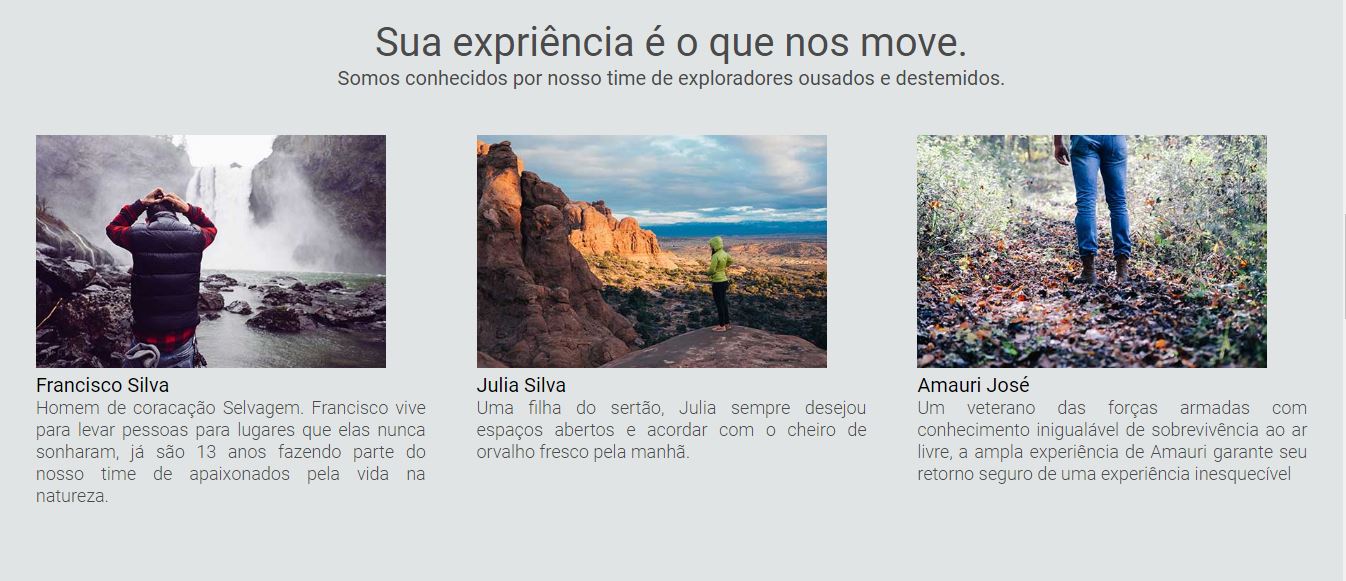 Sua expriência é o que nos move.
Somos conhecidos por nosso time de exploradores ousados e destemidos.
Francisco Silva
Homem de coracação Selvagem. Francisco vive
para levar pessoas para lugares que elas nunca
sonharam, já são 13 anos fazendo parte do
nosso time de apaixonados pela vida na
natureza.
Julia Silva
Uma filha do sertão, Julia sempre desejou
espaços abertos e acordar com o cheiro de
orvalho fresco pela manhã.
Amauri José
Um veterano das forças armadas com
conhecimento inigualável de sobrevivência ao ar
livre, a ampla experiência de Amauri garante seu
retorno seguro de uma experiência inesquecível